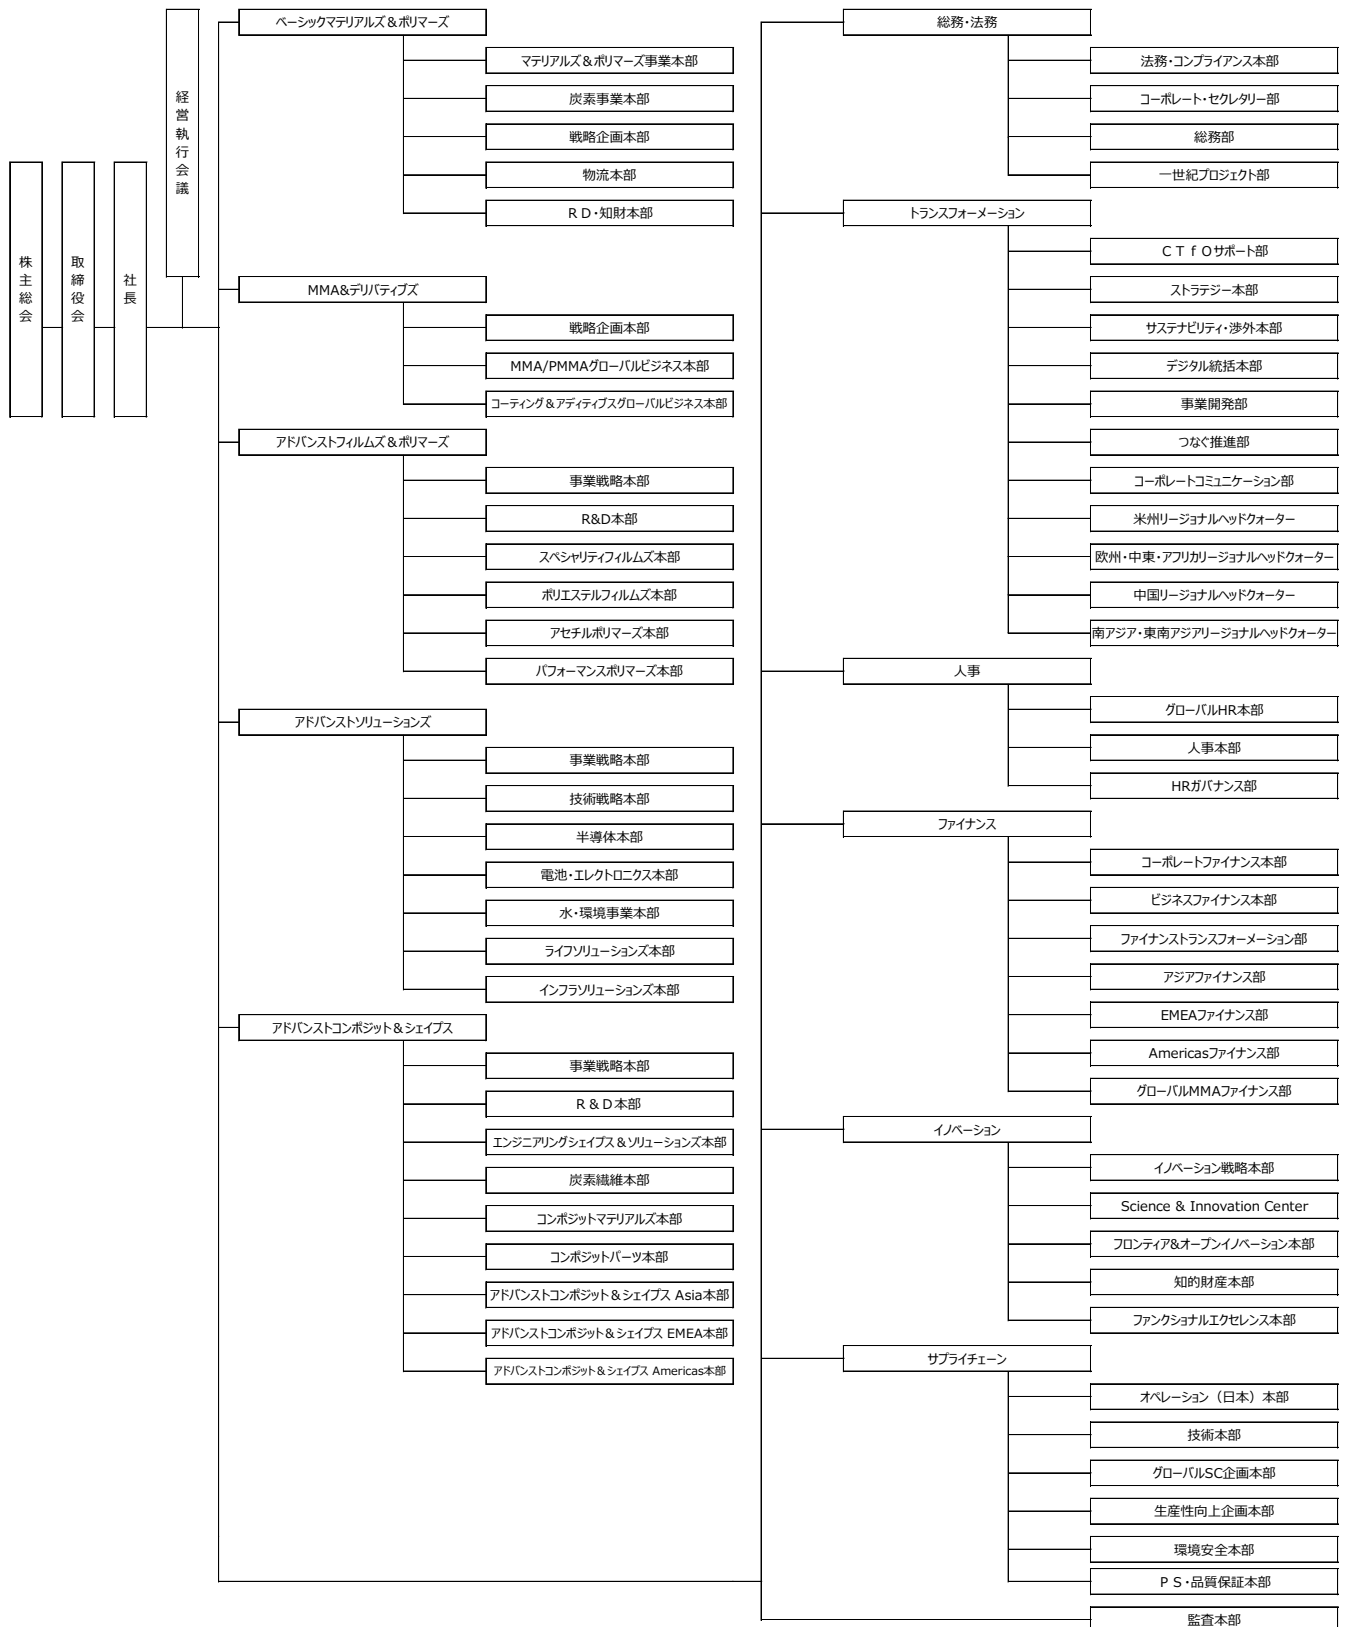 株主総会
取締役会
社長
経営執行会議
ベーシックマテリアルズ&ポリマーズ
マテリアルズ&ポリマーズ事業本部
炭素事業本部
戦略企画本部
物流本部
RD・知財本部
MMA&デリバティブズ
戦略企画本部
MMA/PMMAグローバルビジネス本部
コーティング&アディティブスグローバルビジネス本部
アドバンストフィルムズ&ポリマーズ
事業戦略本部
R&D本部
スペシャリティフィルムズ本部
ポリエステルフィルムズ本部
アセチルポリマーズ本部
パフォーマンスポリマーズ本部
アドバンストソリューションズ
事業戦略本部
技術戦略本部
半導体本部
電池・エレクトロニクス本部
水・環境事業本部
ライフソリューションズ本部
インフラソリューションズ本部
アドバンストコンポジット&シェイプス
事業戦略本部
R&D本部
エンジニアリングシェイプス&ソリューションズ本部
炭素繊維本部
コンポジットマテリアルズ本部
コンポジットパーツ本部
アドバンストコンポジット&シェイプス Asia本部
アドバンストコンポジット&シェイプス EMEA本部
アドバンストコンポジット&シェイプス Americas本部
総務・法務
法務・コンプライアンス本部
コーポレート・セクレタリー部
総務部
一世紀プロジェクト部
トランスフォーメーション
CTfOサポート部
ストラテジー本部
サステナビリティ・渉外本部
デジタル統括本部
事業開発部
つなぐ推進部
コーポレートコミュニケーション部
米州リージョナルヘッドクォーター
欧州・中東・アフリカリージョナルヘッドクォーター
中国リージョナルヘッドクォーター
南アジア・東南アジアリージョナルヘッドクォーター
人事
グローバルHR本部
人事本部
HRガバナンス部
ファイナンス
コーポレートファイナンス本部
ビジネスファイナンス本部
ファイナンストランスフォーメーション部
アジアファイナンス部
EMEAファイナンス部
Americasファイナンス部
グローバルMMAファイナンス部
イノベーション
イノベーション戦略本部
Science & Innovation Center
フロンティア&オープンイノベーション本部
知的財産本部
ファンクショナルエクセレンス本部
サプライチェーン
オペレーション(日本)本部
技術本部
グローバルSC企画本部
生産性向上企画本部
環境安全本部
PS・品質保証本部
監査本部